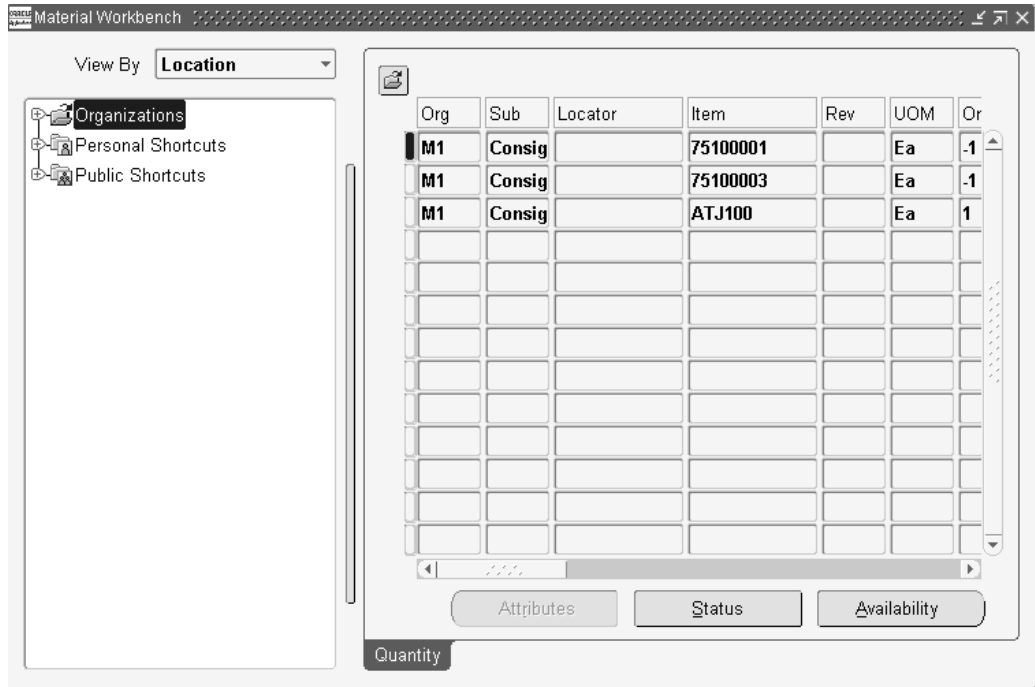 Material Workbench
View By Location
Organizations
Personal Shortcuts
Public Shortcuts
Org Sub Locator Item Rev UOM Or
M1 Consig 75100001 Ea -1
M1 Consig 75100003 Ea -1
M1 Consig ATJ100 Ea 1
Attributes Status Availability
Quantity